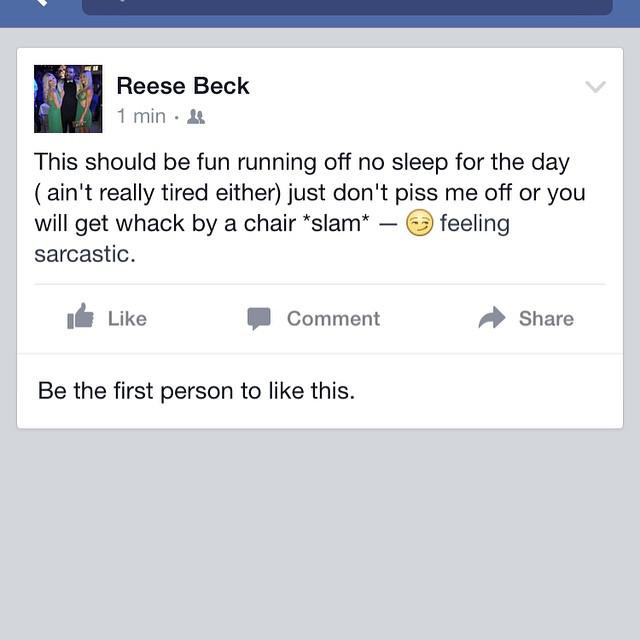 Reese Beck
1 min ·
This should be fun running off no sleep for the day
( ain't really tired either) just don't piss me off or you
will get whack by a chair *slam* — 😏 feeling
sarcastic.
Like Comment Share
Be the first person to like this.